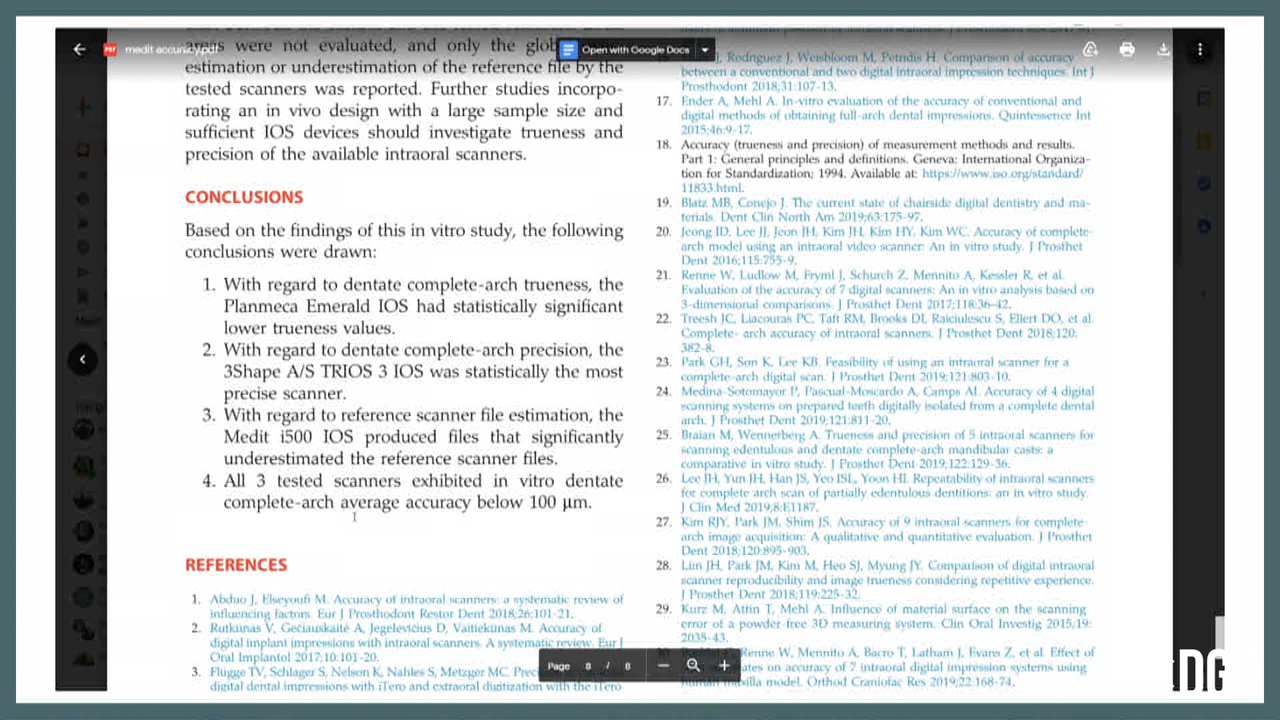 medit accuracy.pdf
Open with Google Docs
were not evaluated, and only the
estimation or underestimation of the reference file by the
tested scanners was reported. Further studies incorpo-
rating an in vivo design with a large sample size and
sufficient IOS devices should investigate trueness and
precision of the available intraoral scanners.
CONCLUSIONS
Based on the findings of this in vitro study, the following
conclusions were drawn:
1. With regard to dentate complete-arch trueness, the
Planmeca Emerald IOS had statistically significant
lower trueness values.
2. With regard to dentate complete-arch precision, the
3Shape A/S TRIOS 3 IOS was statistically the most
precise scanner.
3. With regard to reference scanner file estimation, the
Medit i500 IOS produced files that significantly
underestimated the reference scanner files.
4. All 3 tested scanners exhibited in vitro dentate
complete-arch average accuracy below 100 μm.
REFERENCES
1. Abduo J, Elseyoufi M. Accuracy of intraoral scanners: a systematic review of
influencing factors. Eur J Prosthodont Restor Dent 2018;26:101-21.
2. Rutkūnas V, Gečiauskaitė A, Jegelevičius D, Vaitiekūnas M. Accuracy of
digital implant impressions with intraoral scanners. A systematic review. Eur J
Oral Implantol 2017;10:101-20.
3. Flügge TV, Schlager S, Nelson K, Nahles S, Metzger MC.
digital dental impressions with iTero and extraoral digitization with the iTero
J, Rodriguez J, Weisbloom M, Petridis H. Comparison of accuracy
between a conventional and two digital intraoral impression techniques. Int J
Prosthodont 2018;31:107-13.
17. Ender A, Mehl A. In-vitro evaluation of the accuracy of conventional and
digital methods of obtaining full-arch dental impressions. Quintessence Int
2015;46:9-17.
18. Accuracy (trueness and precision) of measurement methods and results.
Part 1: General principles and definitions. Geneva: International Organiza-
tion for Standardization; 1994. Available at: https://www.iso.org/standard/
11833.html.
19. Blatz MB, Conejo J. The current state of chairside digital dentistry and ma-
terials. Dent Clin North Am 2019;63:175-97.
20. Jeong ID, Lee JJ, Jeon JH, Kim JH, Kim HY, Kim WC. Accuracy of complete-
arch model using an intraoral video scanner: An in vitro study. J Prosthet
Dent 2016;115:755-9.
21. Renne W, Ludlow M, Fryml J, Schurch Z, Mennito A, Kessler R, et al.
Evaluation of the accuracy of 7 digital scanners: An in vitro analysis based on
3-dimensional comparisons. J Prosthet Dent 2017;118:36-42.
22. Treesh JC, Liacouras PC, Taft RM, Brooks DI, Raiciulescu S, Ellert DO, et al.
Complete- arch accuracy of intraoral scanners. J Prosthet Dent 2018;120:
382-8.
23. Park GH, Son K, Lee KB. Feasibility of using an intraoral scanner for a
complete-arch digital scan. J Prosthet Dent 2019;121:803-10.
24. Medina-Sotomayor P, Pascual-Moscardo A, Camps AI. Accuracy of 4 digital
scanning systems on prepared teeth digitally isolated from a complete dental
arch. J Prosthet Dent 2019;121:811-20.
25. Braian M, Wennerberg A. Trueness and precision of 5 intraoral scanners for
scanning edentulous and dentate complete-arch mandibular casts: a
comparative in vitro study. J Prosthet Dent 2019;122:129-36.
26. Lee JH, Yun JH, Han JS, Yeo ISL, Yoon HI. Repeatability of intraoral scanners
for complete arch scan of partially edentulous dentitions: an in vitro study.
J Clin Med 2019;8:E1187.
27. Kim RJY, Park JM, Shim JS. Accuracy of 9 intraoral scanners for complete-
arch image acquisition: A qualitative and quantitative evaluation. J Prosthet
Dent 2018;120:895-903.
28. Lim JH, Park JM, Kim M, Heo SJ, Myung JY. Comparison of digital intraoral
scanner reproducibility and image trueness considering repetitive experience.
J Prosthet Dent 2018;119:225-32.
29. Kurz M, Attin T, Mehl A. Influence of material surface on the scanning
error of a powder-free 3D measuring system. Clin Oral Investig 2015;19:
2035-43.
Renne W, Mennito A, Bacro T, Latham J, Evans Z, et al. Effect of
on accuracy of 7 intraoral digital impression systems using
model. Orthod Craniofac Res 2019;22:168-74.
Page 8 / 8
iDG